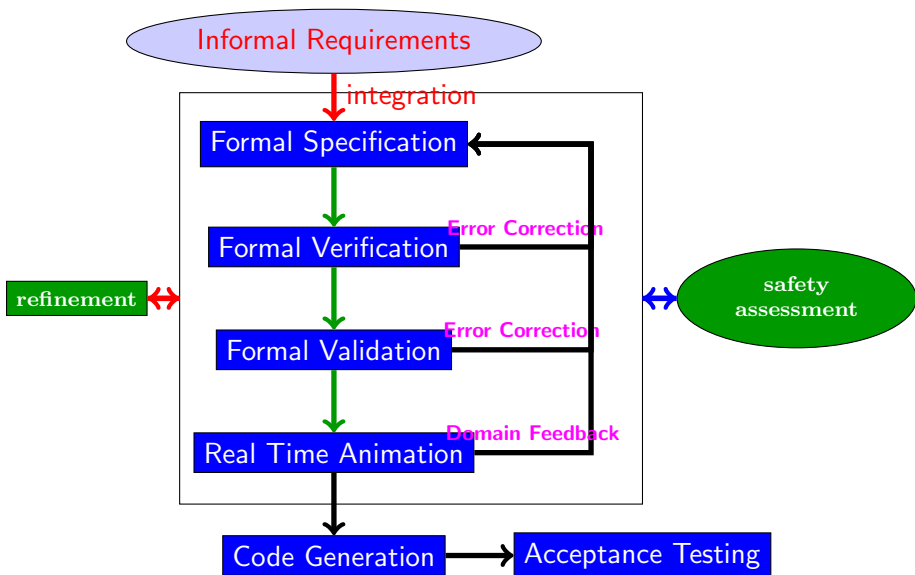 Informal Requirements
integration
Formal Specification
Error Correction
Formal Verification
refinement
safety
assessment
Error Correction
Formal Validation
Domain Feedback
Real Time Animation
Code Generation
Acceptance Testing